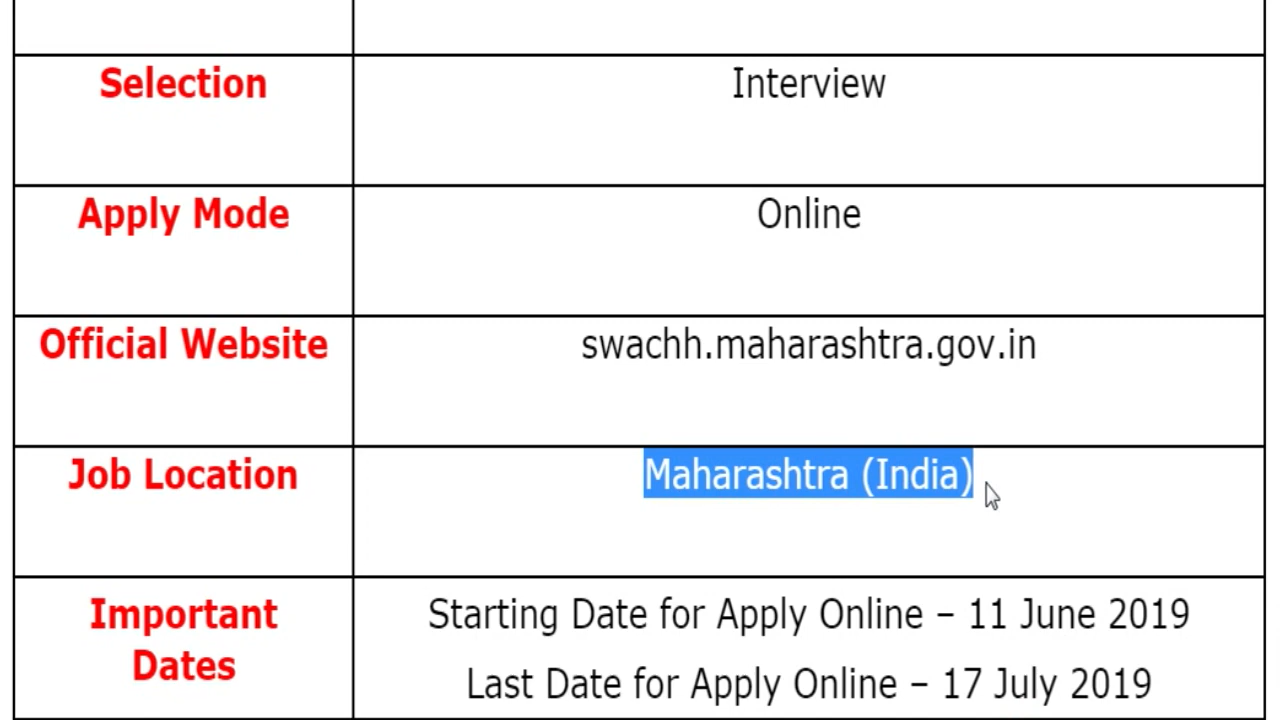 Selection
Interview
Apply Mode
Online
Official Website
swachh.maharashtra.gov.in
Job Location
Maharashtra (India)
Important
Dates
Starting Date for Apply Online – 11 June 2019
Last Date for Apply Online – 17 July 2019